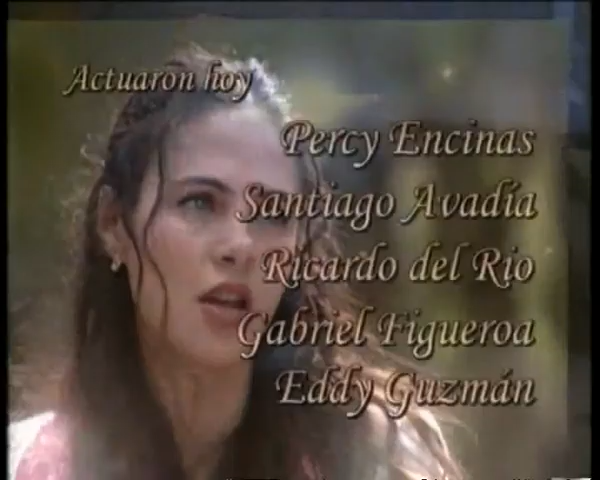 Actuaron hoy
Percy Encinas
Santiago Avadía
Ricardo del Rio
Gabriel Figueroa
Eddy Guzmán